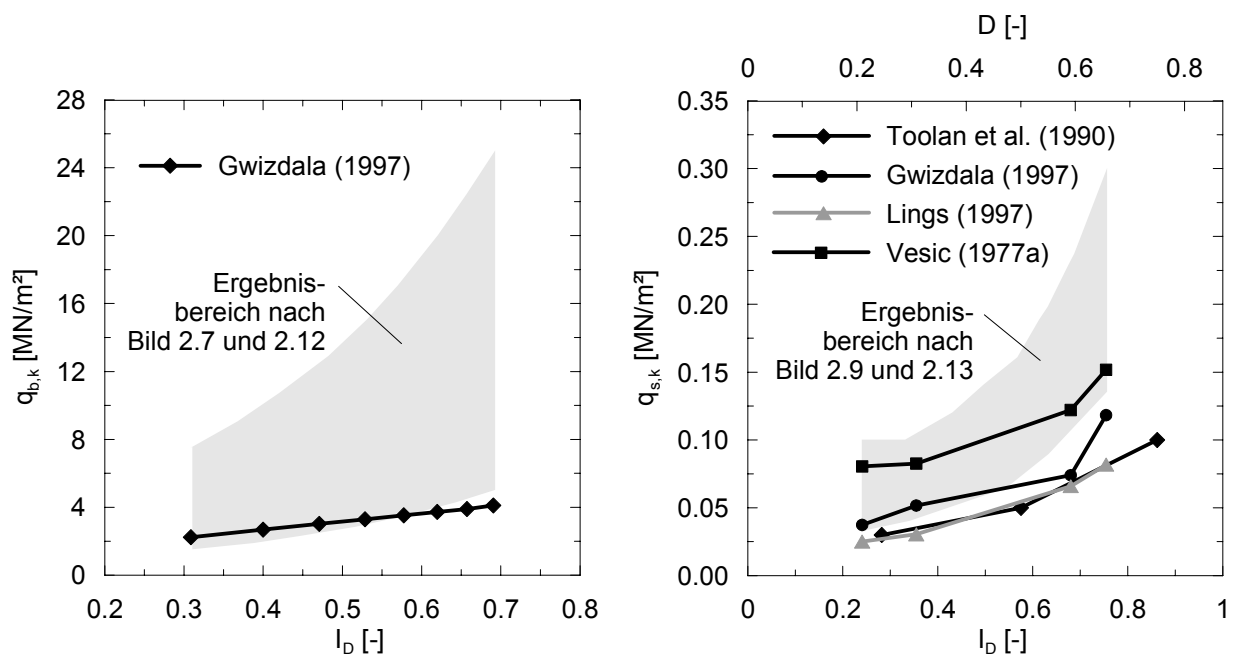 28
24
20
16
12
8
4
0
q_b,k [MN/m²]
Gwizdala (1997)
Ergebnis-
bereich nach
Bild 2.7 und 2.12
0.2
0.3
0.4
0.5
0.6
0.7
0.8
I_D [-]
D [-]
0
0.2
0.4
0.6
0.8
0.35
0.30
0.25
0.20
0.15
0.10
0.05
0.00
q_s,k [MN/m²]
Toolan et al. (1990)
Gwizdala (1997)
Lings (1997)
Vesic (1977a)
Ergebnis-
bereich nach
Bild 2.9 und 2.13
0
0.2
0.4
0.6
0.8
1
I_D [-]